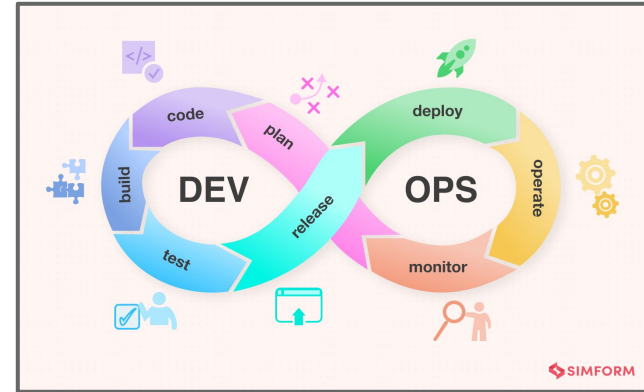 </>
code
plan
deploy
build
DEV
OPS
operate
release
test
monitor
SIMFORM